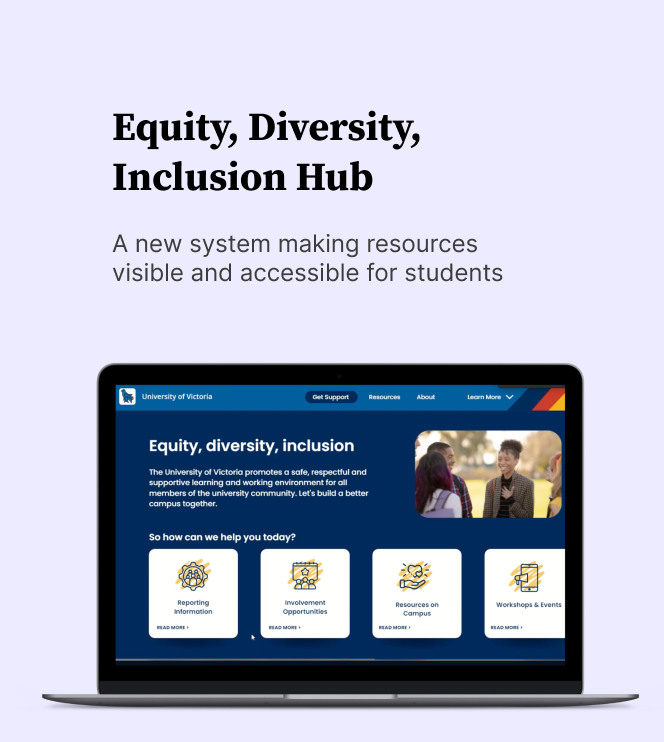 Equity, Diversity,
Inclusion Hub
A new system making resources
visible and accessible for students
University of Victoria
Get Support
Resources
About
Learn More
Equity, diversity, inclusion
The University of Victoria promotes a safe, respectful and
supportive learning and working environment for all
members of the university community. Let's build a better
campus together.
So how can we help you today?
Reporting
Information
READ MORE ›
Involvement
Opportunities
READ MORE ›
Resources on
Campus
READ MORE ›
Workshops & Events
READ MORE ›